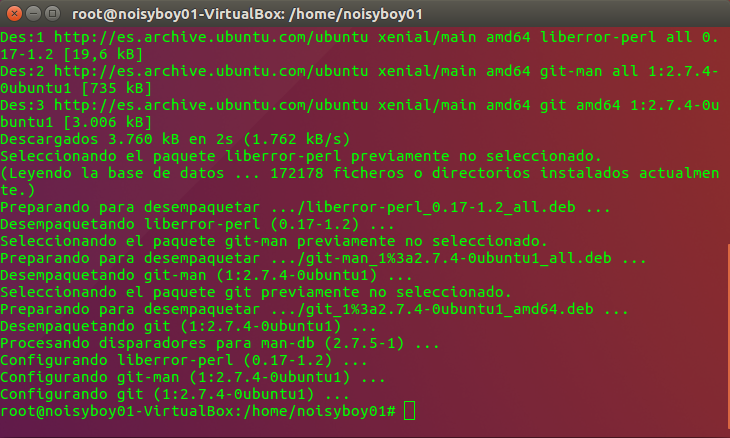 root@noisyboy01-VirtualBox: /home/noisyboy01
Des:1 http://es.archive.ubuntu.com/ubuntu xenial/main amd64 liberror-perl all 0.
17-1.2 [19,6 kB]
Des:2 http://es.archive.ubuntu.com/ubuntu xenial/main amd64 git-man all 1:2.7.4-
0ubuntu1 [735 kB]
Des:3 http://es.archive.ubuntu.com/ubuntu xenial/main amd64 git amd64 1:2.7.4-0u
buntu1 [3.006 kB]
Descargados 3.760 kB en 2s (1.762 kB/s)
Seleccionando el paquete liberror-perl previamente no seleccionado.
(Leyendo la base de datos ... 172178 ficheros o directorios instalados actualmen
te.)
Preparando para desempaquetar .../liberror-perl_0.17-1.2_all.deb ...
Desempaquetando liberror-perl (0.17-1.2) ...
Seleccionando el paquete git-man previamente no seleccionado.
Preparando para desempaquetar .../git-man_1%3a2.7.4-0ubuntu1_all.deb ...
Desempaquetando git-man (1:2.7.4-0ubuntu1) ...
Seleccionando el paquete git previamente no seleccionado.
Preparando para desempaquetar .../git_1%3a2.7.4-0ubuntu1_amd64.deb ...
Desempaquetando git (1:2.7.4-0ubuntu1) ...
Procesando disparadores para man-db (2.7.5-1) ...
Configurando liberror-perl (0.17-1.2) ...
Configurando git-man (1:2.7.4-0ubuntu1) ...
Configurando git (1:2.7.4-0ubuntu1) ...
root@noisyboy01-VirtualBox:/home/noisyboy01#